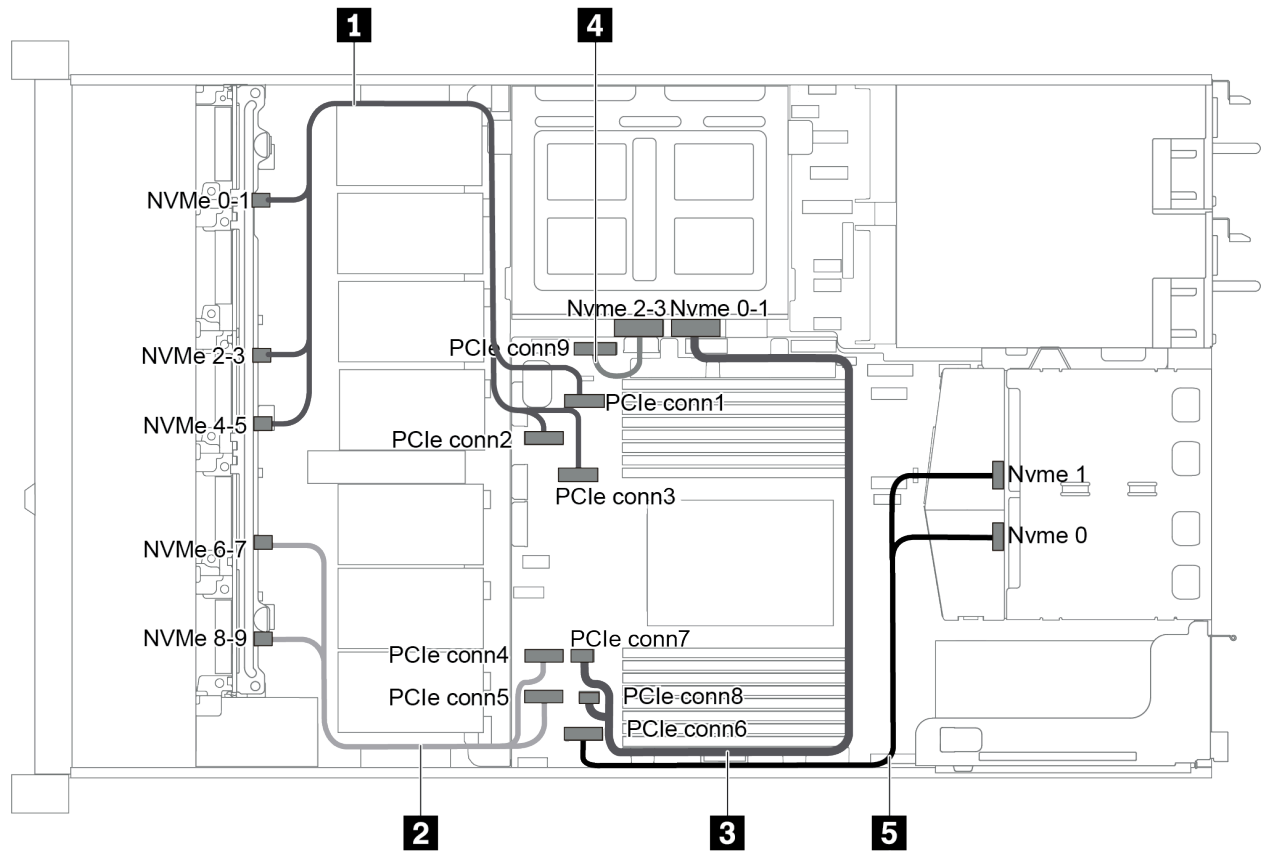 1
4
NVMe 0-1
Nvme 2-3
Nvme 0-1
PCIe conn9
NVMe 2-3
PCIe conn1
NVMe 4-5
PCIe conn2
Nvme 1
PCIe conn3
Nvme 0
NVMe 6-7
NVMe 8-9
PCIe conn7
PCIe conn4
PCIe conn5
PCIe conn8
PCIe conn6
2
3
5